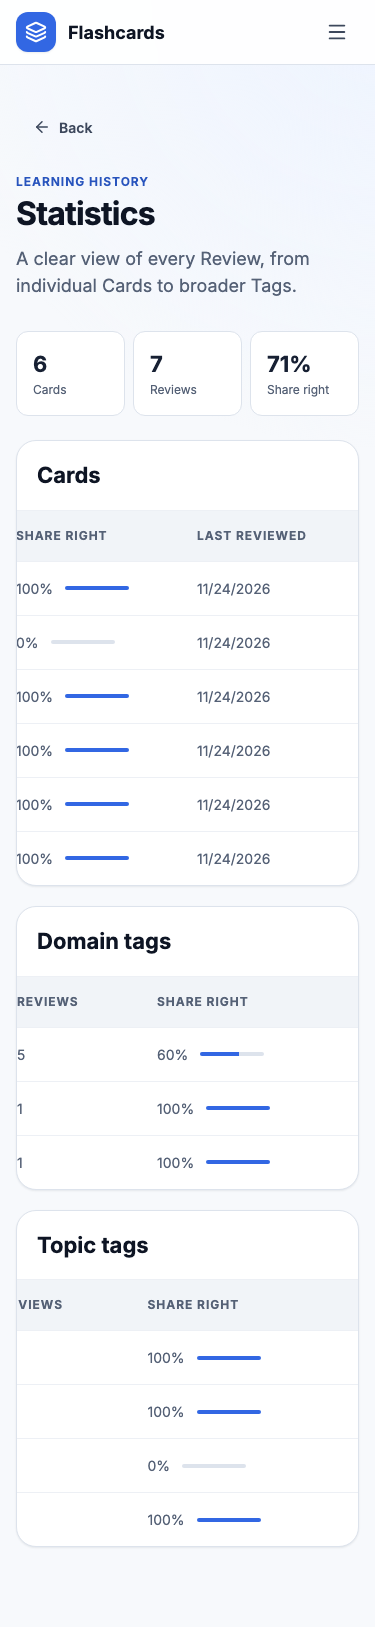 Flashcards
Back
LEARNING HISTORY
Statistics
A clear view of every Review, from
individual Cards to broader Tags.
6 7 71%
Cards Reviews Share right
Cards
SHARE RIGHT LAST REVIEWED
100% 11/24/2026
0% 11/24/2026
100% 11/24/2026
100% 11/24/2026
100% 11/24/2026
100% 11/24/2026
Domain tags
REVIEWS SHARE RIGHT
5 60%
1 100%
1 100%
Topic tags
VIEWS SHARE RIGHT
100%
100%
0%
100%